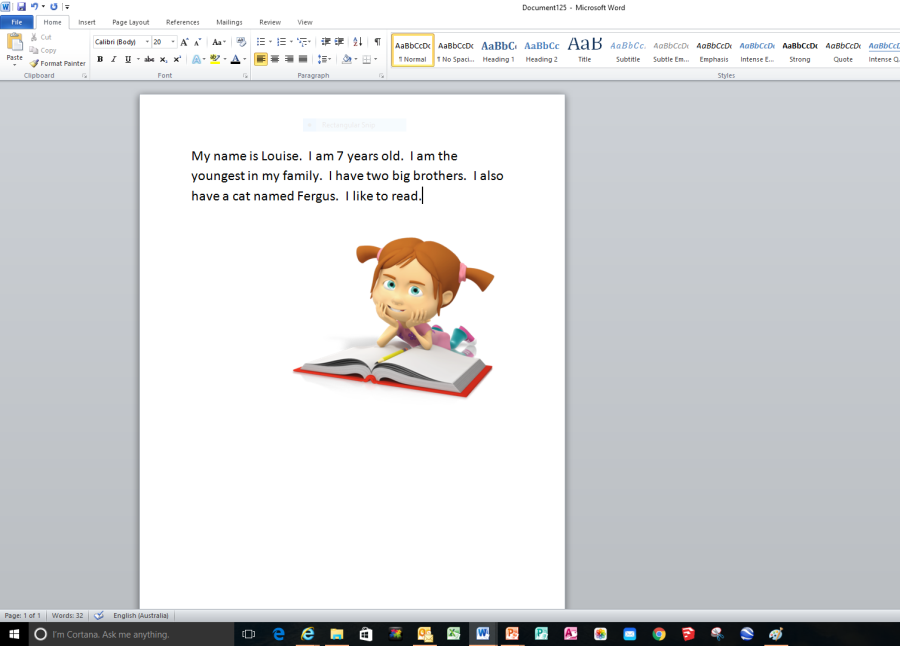 Document125 - Microsoft Word
File Home Insert Page Layout References Mailings Review View
Paste
Cut
Copy
Format Painter
Calibri (Body) 20
Aa
B I U abc
AaBbCcDc AaBbCcDc AaBbC AaBbCc AaB AaBbCc. AaBbCcDc AaBbCcDc AaBbCcDc AaBbCcDc AaBbCcDc AaBbCcD
¶ Normal ¶ No Spaci... Heading 1 Heading 2 Title Subtitle Subtle Em... Emphasis Intense E... Strong Quote Intense Q
Clipboard Font Paragraph Styles
My name is Louise. I am 7 years old. I am the
youngest in my family. I have two big brothers. I also
have a cat named Fergus. I like to read.
Page: 1 of 1 Words: 32 English (Australia)
I'm Cortana. Ask me anything.